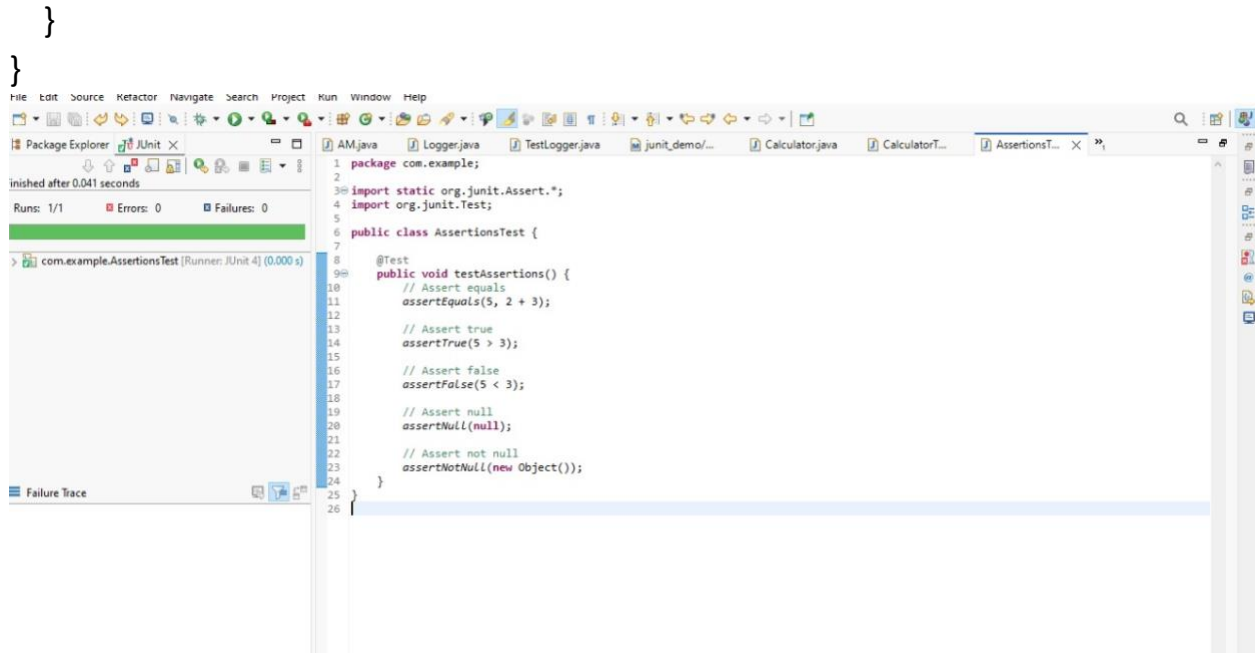 }
}
File Edit Source Refactor Navigate Search Project Run Window Help
Package Explorer JUnit
AM.java Logger.java TestLogger.java junit_demo/... Calculator.java CalculatorT... AssertionsT... »1
inished after 0.041 seconds
Runs: 1/1 Errors: 0 Failures: 0
com.example.AssertionsTest [Runner: JUnit 4] (0.000 s)
Failure Trace
1 package com.example;
2
3 import static org.junit.Assert.*;
4 import org.junit.Test;
5
6 public class AssertionsTest {
7
8 @Test
9 public void testAssertions() {
10 // Assert equals
11 assertEquals(5, 2 + 3);
12
13 // Assert true
14 assertTrue(5 > 3);
15
16 // Assert false
17 assertFalse(5 < 3);
18
19 // Assert null
20 assertNull(null);
21
22 // Assert not null
23 assertNotNull(new Object());
24 }
25 }
26